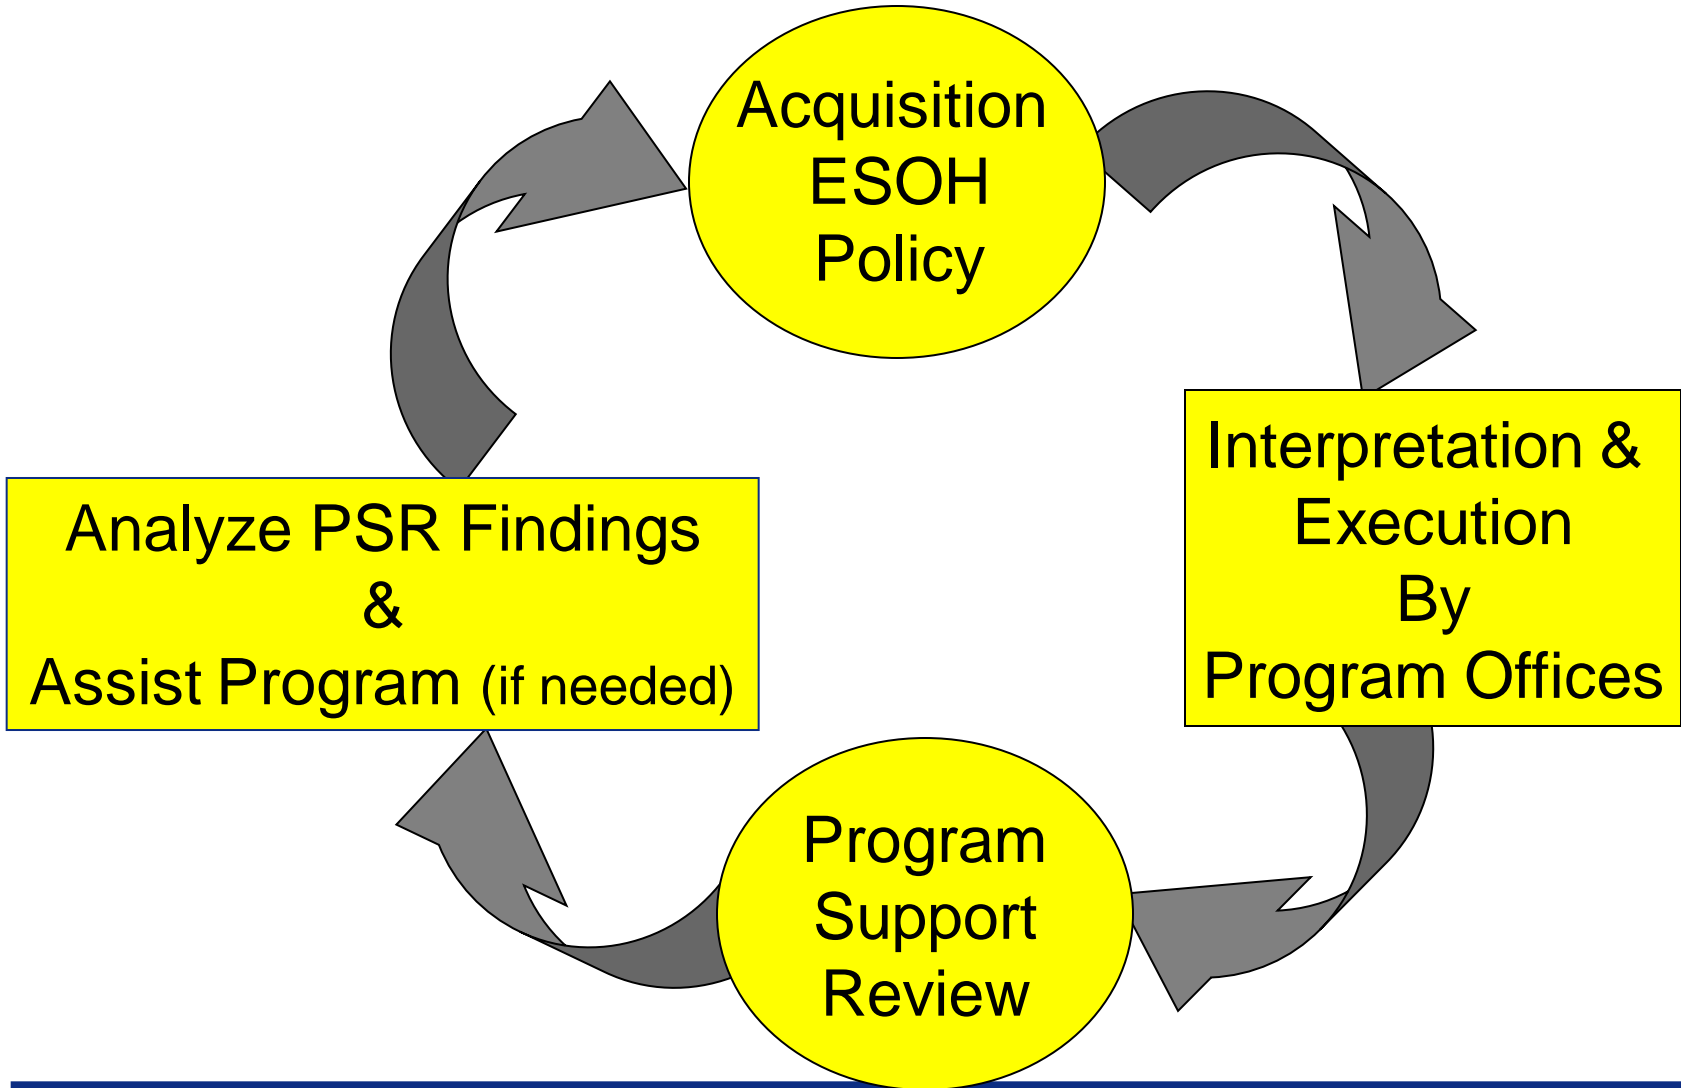 Acquisition
ESOH
Policy
Interpretation &
Execution
By
Program Offices
Program
Support
Review
Analyze PSR Findings
&
Assist Program (if needed)